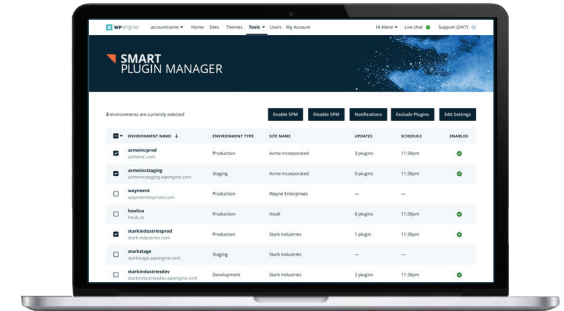 wpengine accountname Home Sites Themes Tools Users My Account Hi Alene Live chat Support (24/7)
SMART
PLUGIN MANAGER
3 environments are currently selected Enable SPM Disable SPM Notifications Exclude Plugins Edit Settings
ENVIRONMENT NAME ↓ ENVIRONMENT TYPE SITE NAME UPDATES SCHEDULE ENABLED
acmeincprod Production Acme Incorporated 3 plugins 11:30pm
acmeinc.com
acmeincstaging Staging Acme Incorporated 0 plugins 11:30pm
acmeincstaging.wpengine.com
wayneent Production Wayne Enterprises — —
wayneenterprises.com
hoolico Production Hooli 8 plugins 11:30pm
hooli.co
starkindustriesprod Production Stark Industries 1 plugin 11:30pm
stark-industries.com
starkstage Staging Stark Industries — —
starkstage.wpengine.com
starkindustriesdev Development Stark Industries 2 plugins 11:30pm
starkindustriesdev.wpengine.com